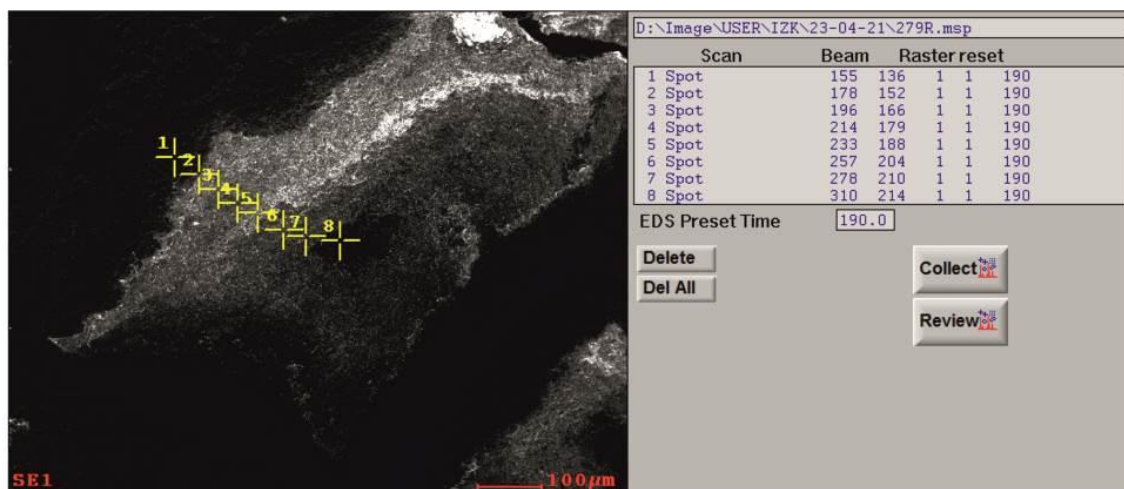 1
2
3
4
5
6
7
8
SE1
100μm
D:\Image\USER\IZK\23-04-21\279R.msp
Scan Beam Raster reset
1 Spot 155 136 1 1 190
2 Spot 178 152 1 1 190
3 Spot 196 166 1 1 190
4 Spot 214 179 1 1 190
5 Spot 233 188 1 1 190
6 Spot 257 204 1 1 190
7 Spot 278 210 1 1 190
8 Spot 310 214 1 1 190
EDS Preset Time 190.0
Delete
Del All
Collect
Review